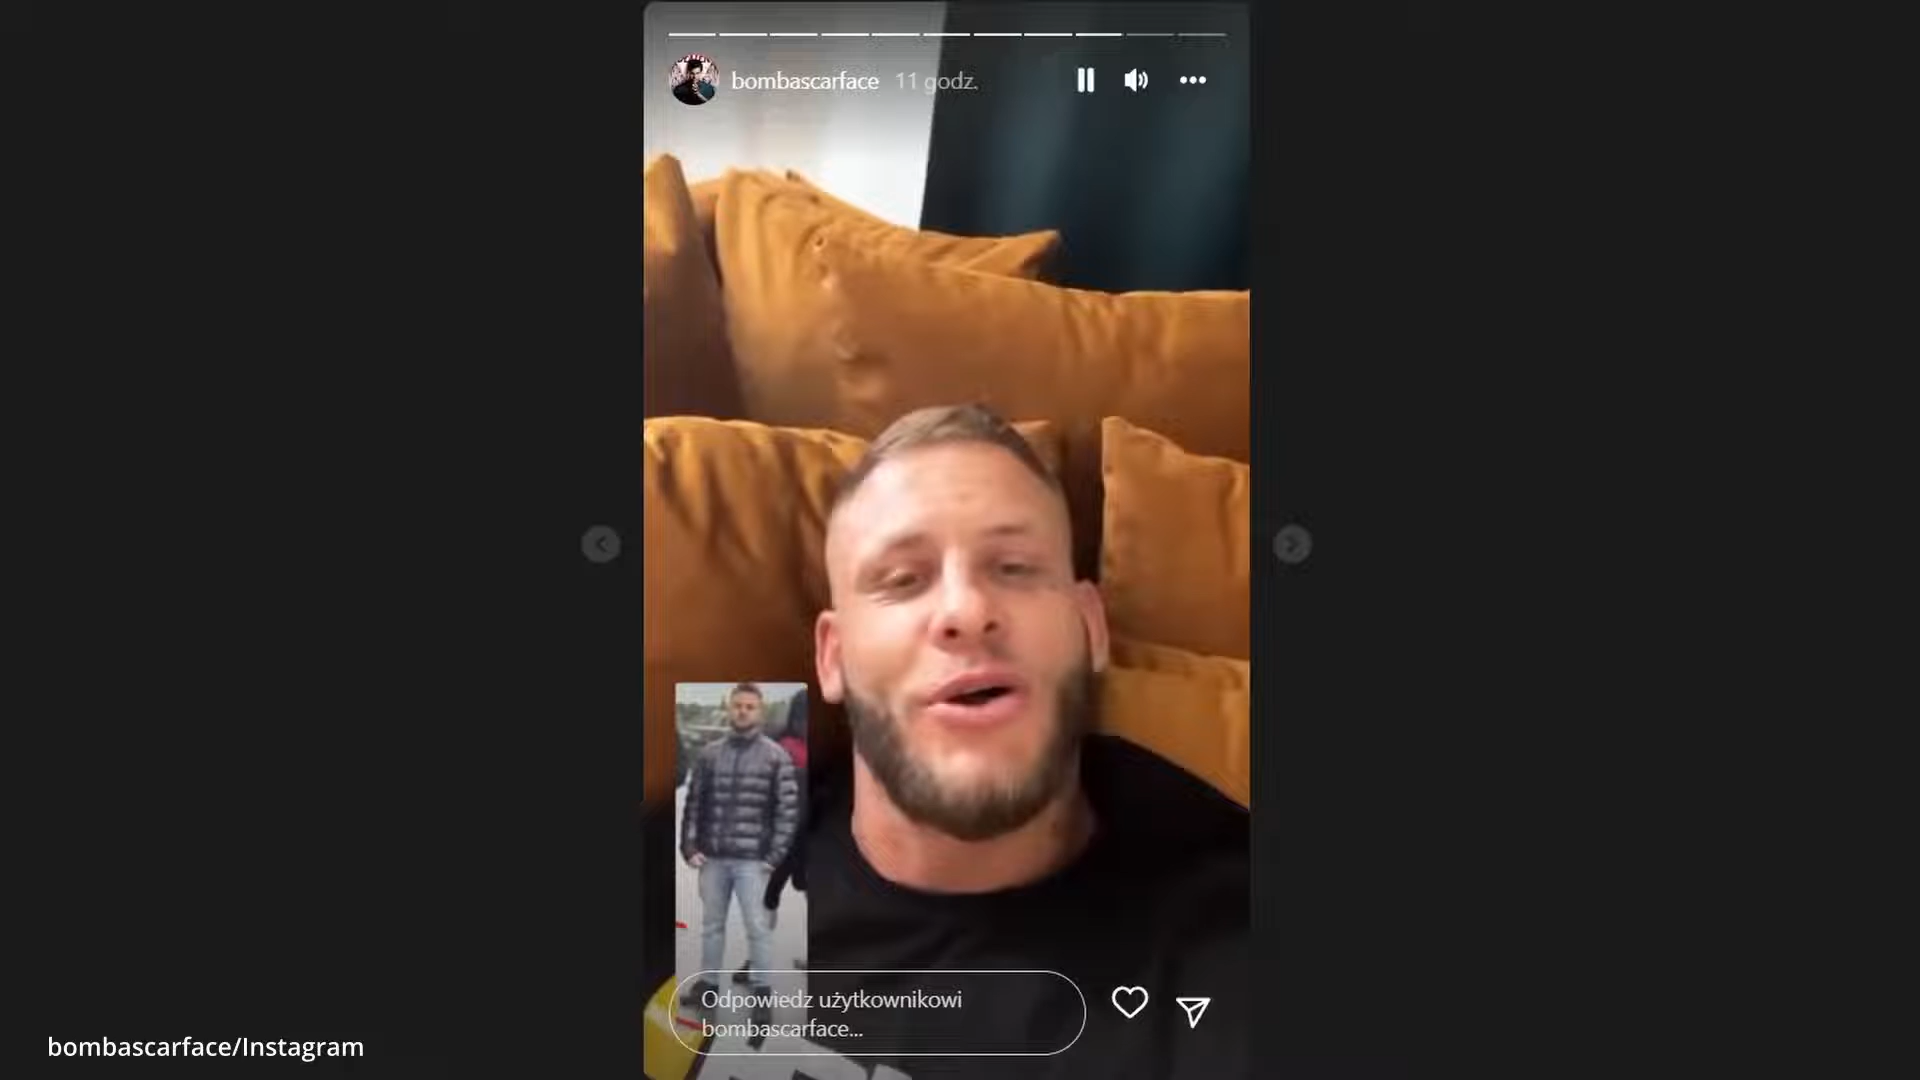 bombascarface 11 godz.
Odpowiedz użytkownikowi
bombascarface...
bombascarface/Instagram